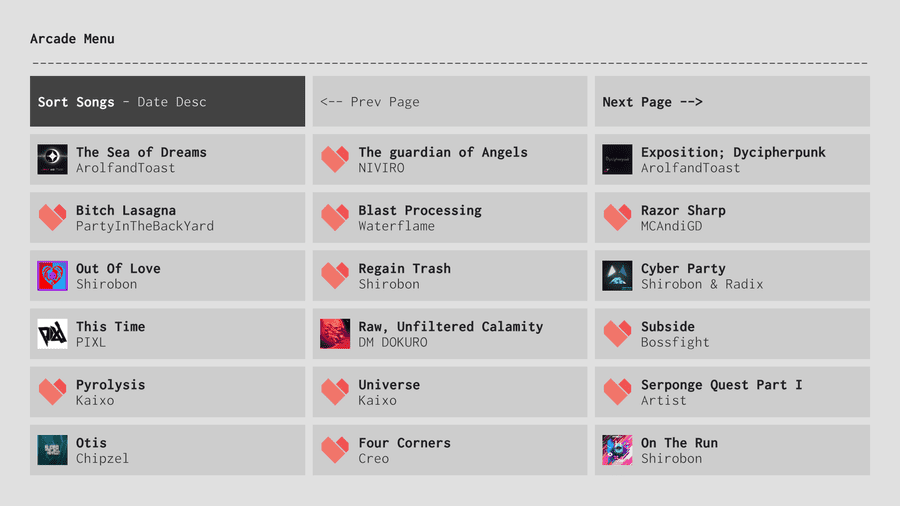 Arcade Menu
Sort Songs - Date Desc
<-- Prev Page
Next Page -->
The Sea of Dreams
ArolfandToast
The guardian of Angels
NIVIRO
Exposition; Dycipherpunk
ArolfandToast
Bitch Lasagna
PartyInTheBackYard
Blast Processing
Waterflame
Razor Sharp
MCAndiGD
Out Of Love
Shirobon
Regain Trash
Shirobon
Cyber Party
Shirobon & Radix
This Time
PIXL
Raw, Unfiltered Calamity
DM DOKURO
Subside
Bossfight
Pyrolysis
Kaixo
Universe
Kaixo
Serponge Quest Part I
Artist
Otis
Chipzel
Four Corners
Creo
On The Run
Shirobon